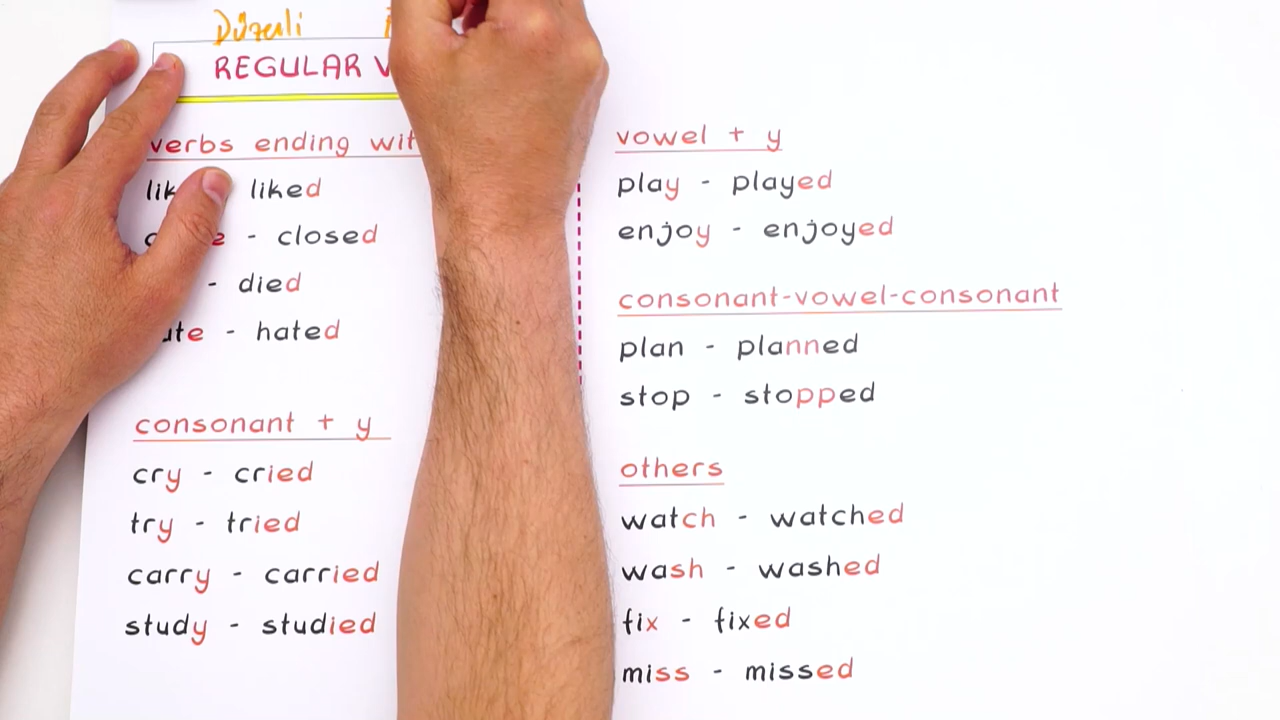 Düzenli
REGULAR
verbs ending
liked
- closed
- died
- hated
consonant + y
cry - cried
try - tried
carry - carried
study - studied
vowel + y
play - played
enjoy - enjoyed
consonant-vowel-consonant
plan - planned
stop - stopped
others
watch - watched
wash - washed
fix - fixed
miss - missed